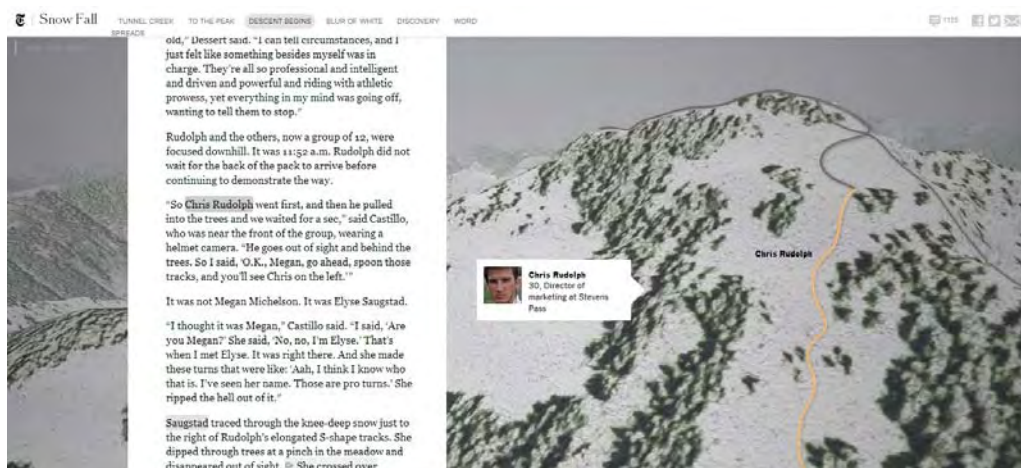 Snow Fall
TUNNEL CREEK TO THE PEAK DESCENT BEGINS BLUR OF WHITE DISCOVERY WORD
SPREADS
1155
old,” Dessert said. “I can tell circumstances, and I
just felt like something besides myself was in
charge. They’re all so professional and intelligent
and driven and powerful and riding with athletic
prowess, yet everything in my mind was going off,
wanting to tell them to stop.”
Rudolph and the others, now a group of 12, were
focused downhill. It was 11:52 a.m. Rudolph did not
wait for the back of the pack to arrive before
continuing to demonstrate the way.
“So Chris Rudolph went first, and then he pulled
into the trees and we waited for a sec,” said Castillo,
who was near the front of the group, wearing a
helmet camera. “He goes out of sight and behind the
trees. So I said, ‘O.K., Megan, go ahead, spoon those
tracks, and you’ll see Chris on the left.’”
It was not Megan Michelson. It was Elyse Saugstad.
“I thought it was Megan,” Castillo said. “I said, ‘Are
you Megan?’ She said, ‘No, no, I’m Elyse.’ That’s
when I met Elyse. It was right there. And she made
these turns that were like: ‘Aah, I think I know who
that is. I’ve seen her name. Those are pro turns.’ She
ripped the hell out of it.”
Saugstad traced through the knee-deep snow just to
the right of Rudolph’s elongated S-shape tracks. She
dipped through trees at a pinch in the meadow and
disappeared out of sight. She crossed over
Chris Rudolph
Chris Rudolph
30, Director of
marketing at Stevens
Pass